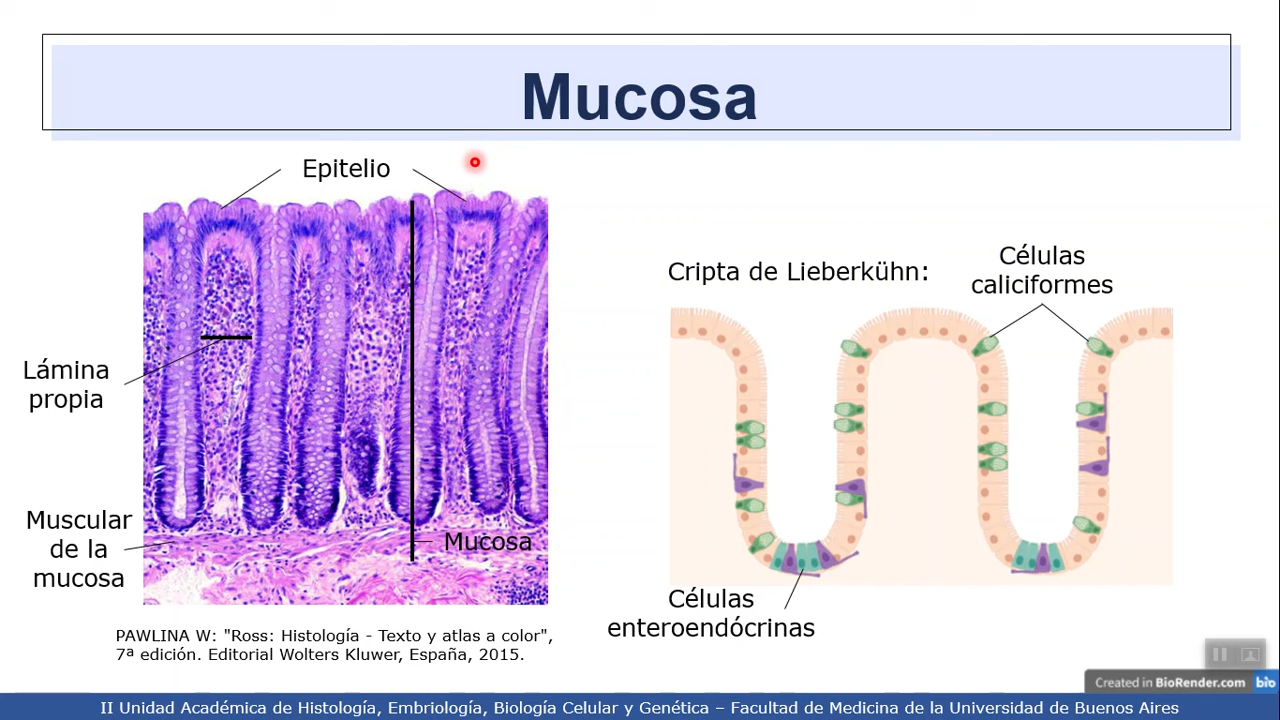 Mucosa
Epitelio
Lámina
propia
Muscular
de la
mucosa
Mucosa
PAWLINA W: "Ross: Histología - Texto y atlas a color",
7ª edición. Editorial Wolters Kluwer, España, 2015.
Cripta de Lieberkühn:
Células
caliciformes
Células
enteroendócrinas
Created in BioRender.com bio
II Unidad Académica de Histología, Embriología, Biología Celular y Genética – Facultad de Medicina de la Universidad de Buenos Aires